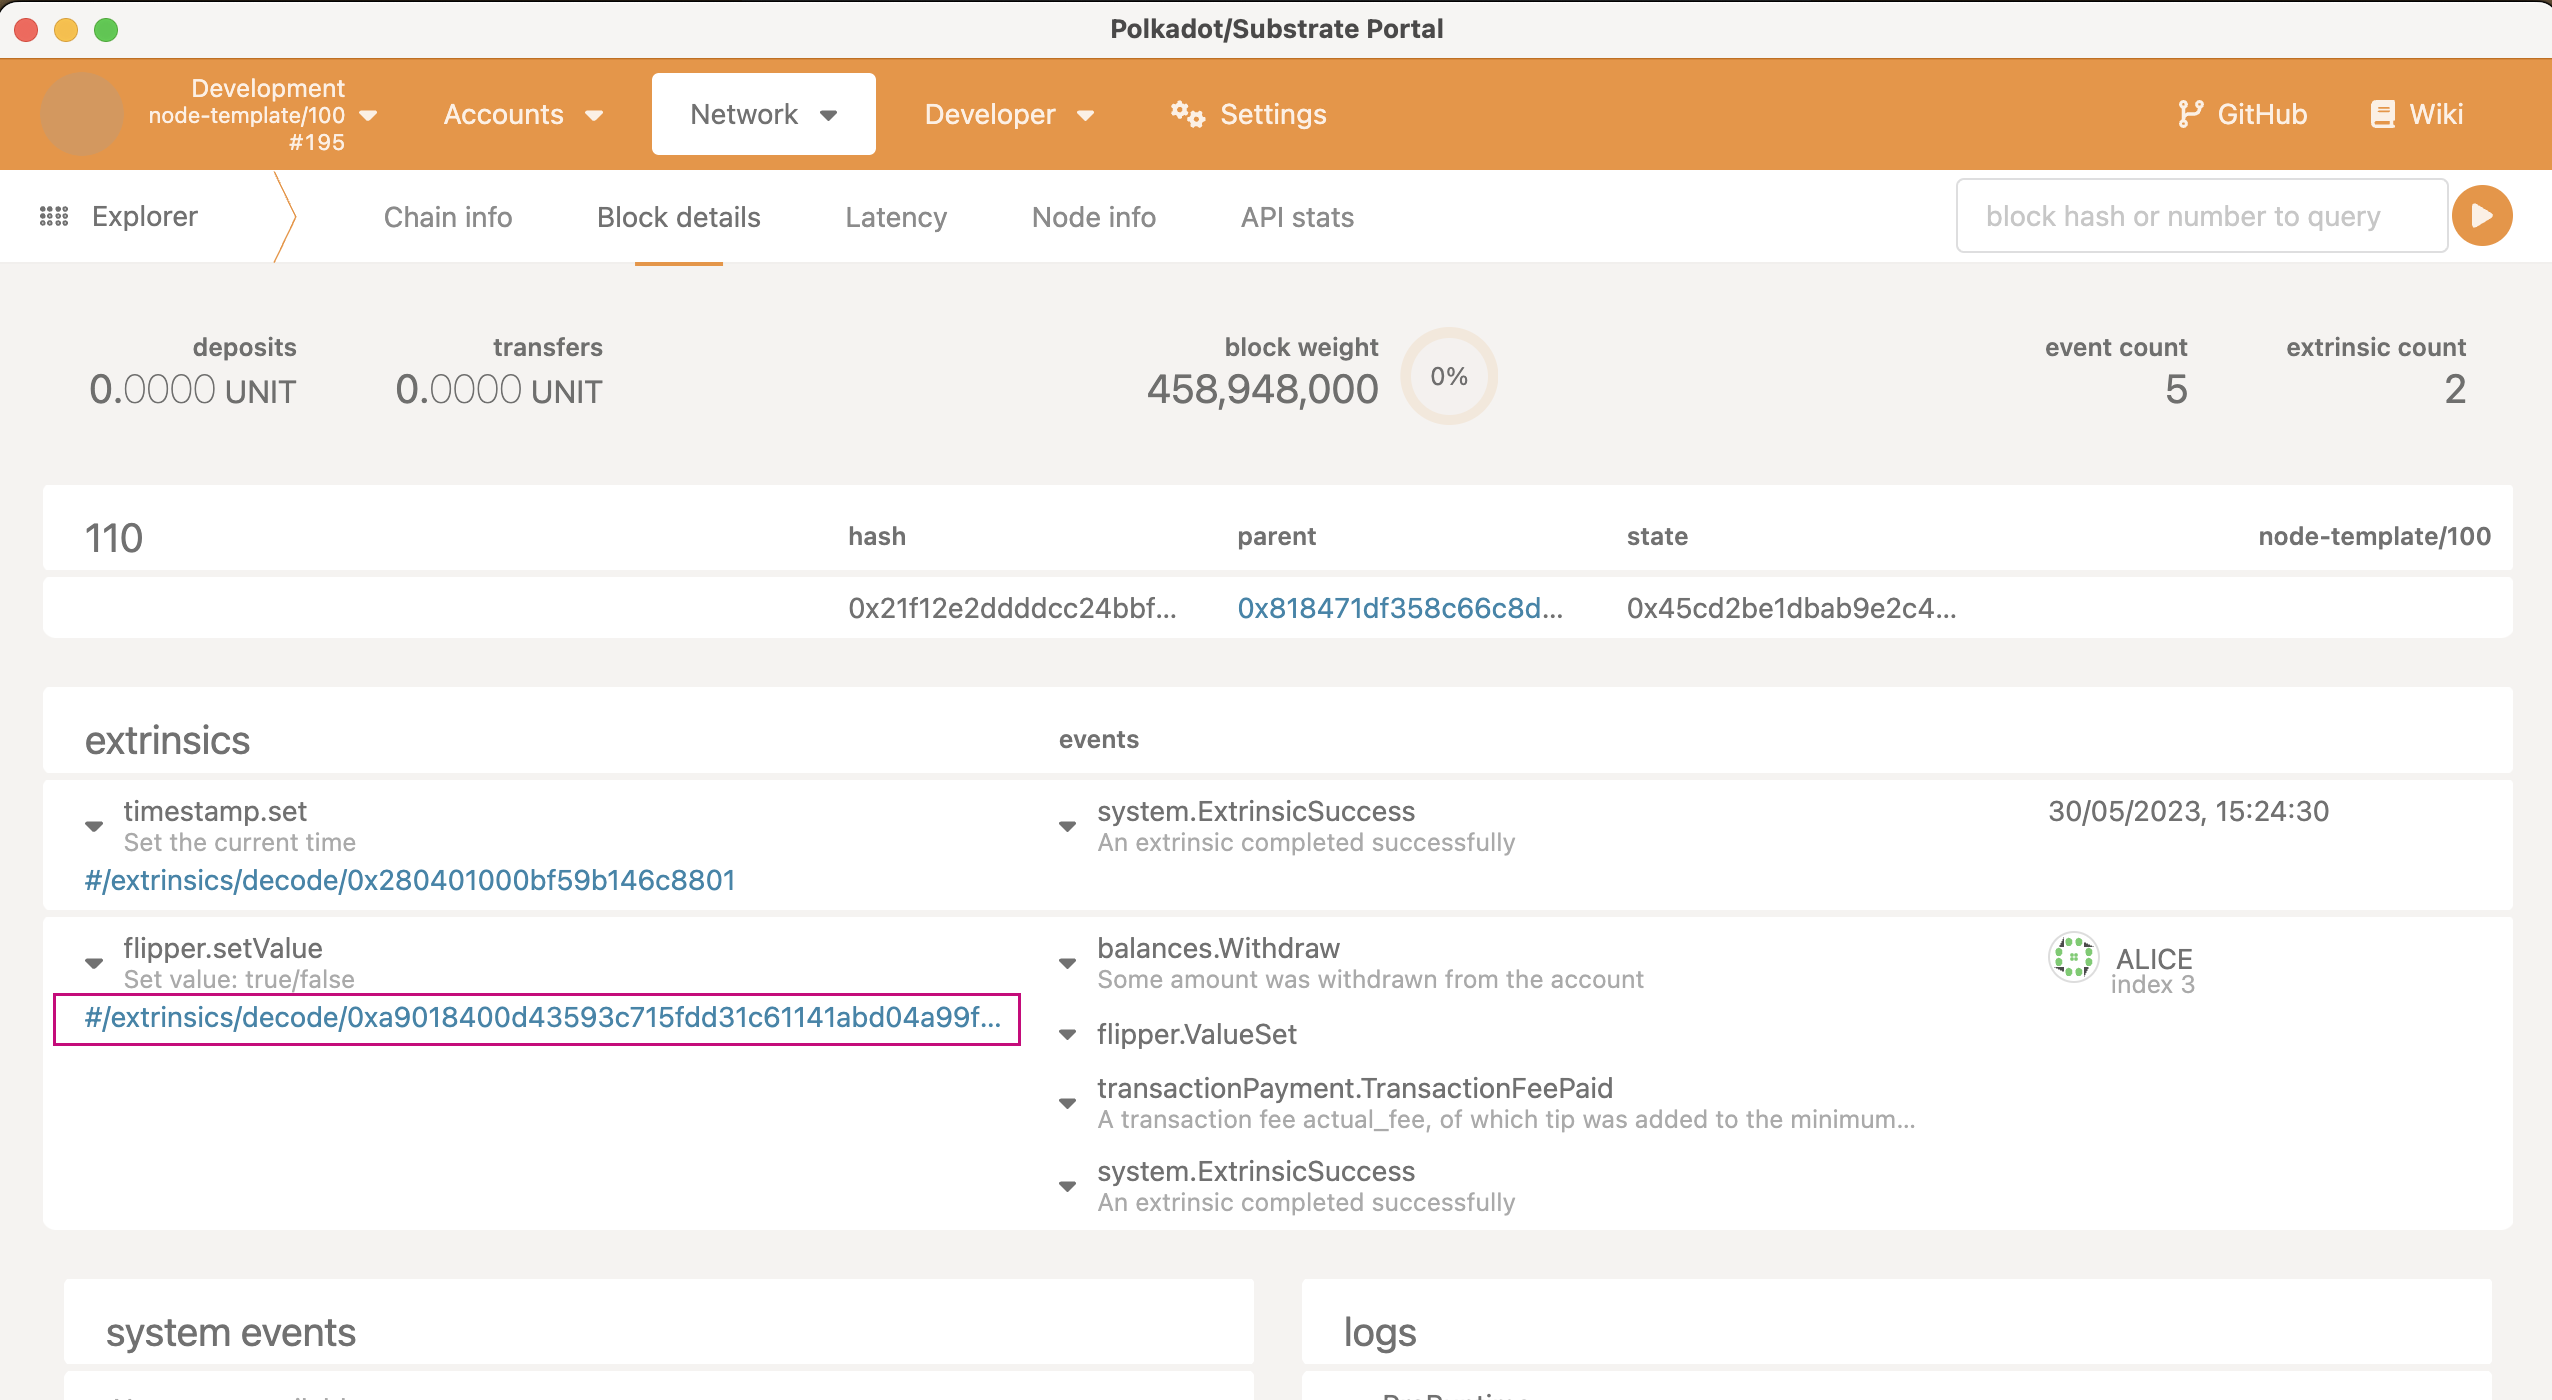 Polkadot/Substrate Portal
Development
node-template/100
#195
Accounts
Network
Developer
Settings
GitHub
Wiki
Explorer
Chain info
Block details
Latency
Node info
API stats
block hash or number to query
deposits
0.0000 UNIT
transfers
0.0000 UNIT
block weight
458,948,000
0%
event count
5
extrinsic count
2
110
hash
parent
state
node-template/100
0x21f12e2ddddcc24bbf...
0x818471df358c66c8d...
0x45cd2be1dbab9e2c4...
extrinsics
events
timestamp.set
Set the current time
#/extrinsics/decode/0x280401000bf59b146c8801
system.ExtrinsicSuccess
An extrinsic completed successfully
30/05/2023, 15:24:30
flipper.setValue
Set value: true/false
#/extrinsics/decode/0xa9018400d43593c715fdd31c61141abd04a99f...
balances.Withdraw
Some amount was withdrawn from the account
flipper.ValueSet
transactionPayment.TransactionFeePaid
A transaction fee actual_fee, of which tip was added to the minimum...
system.ExtrinsicSuccess
An extrinsic completed successfully
ALICE
index 3
system events
logs